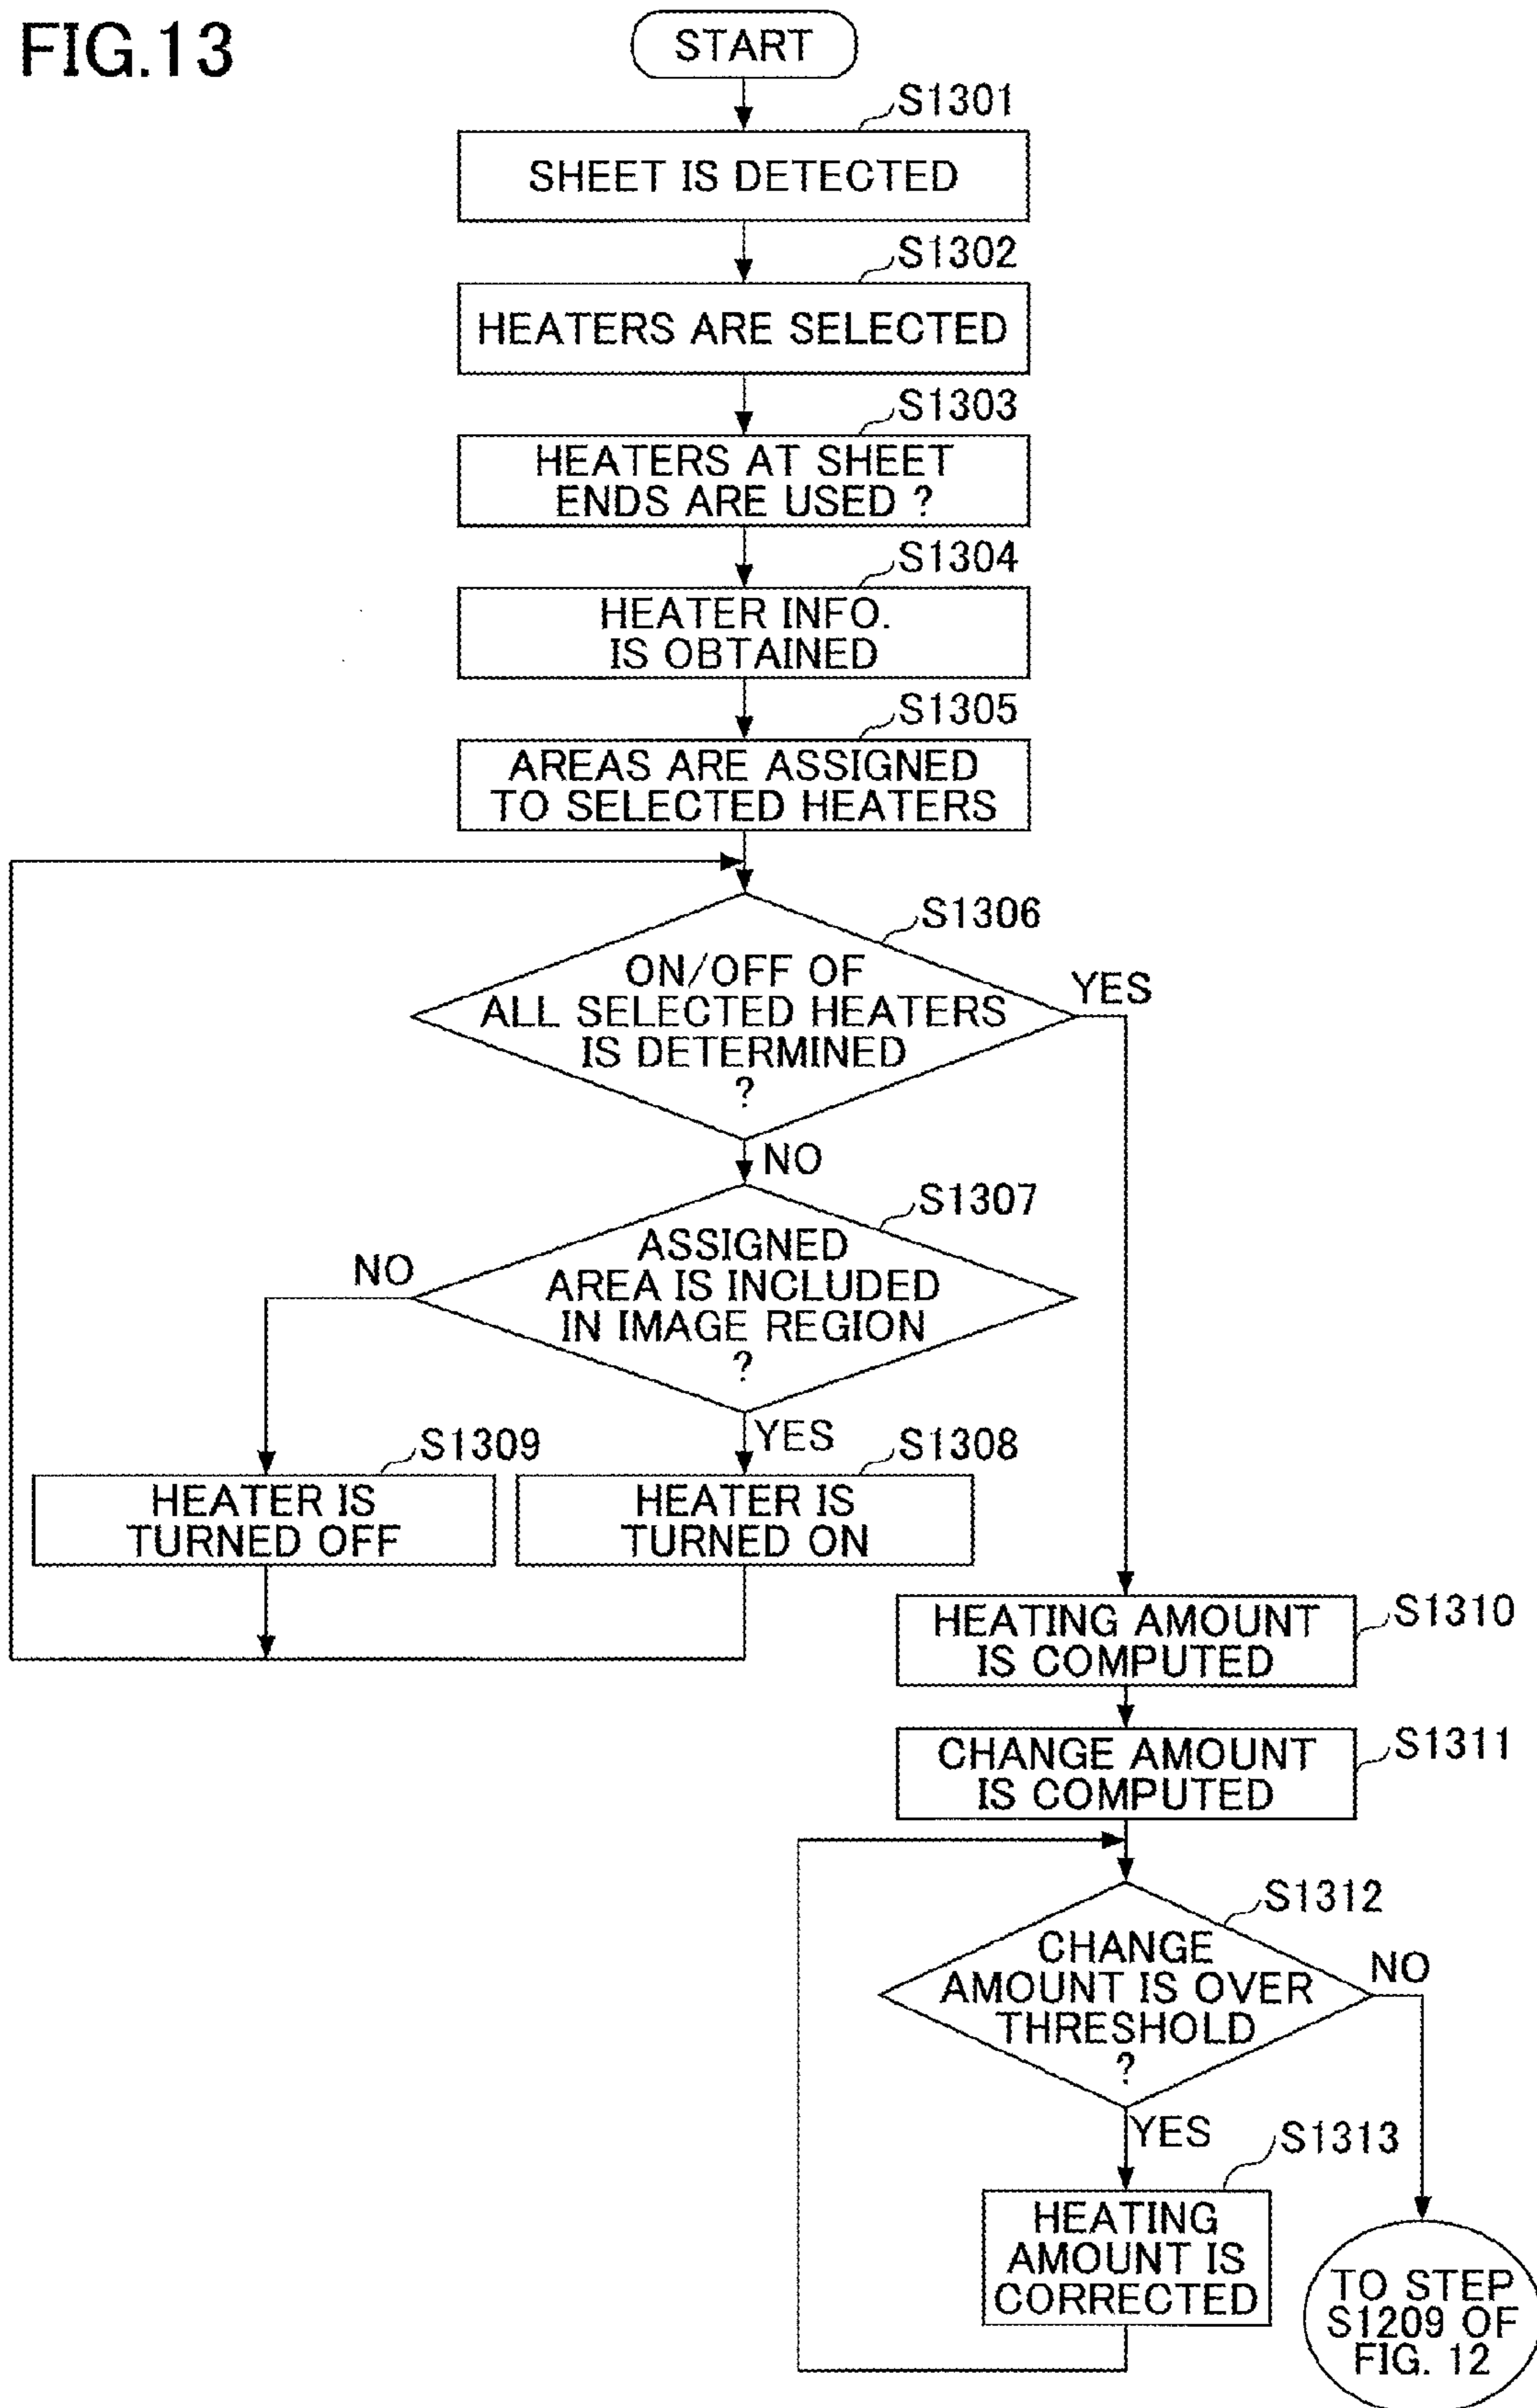 FIG.13
START
S1301
SHEET IS DETECTED
S1302
HEATERS ARE SELECTED
S1303
HEATERS AT SHEET
ENDS ARE USED ?
S1304
HEATER INFO.
IS OBTAINED
S1305
AREAS ARE ASSIGNED
TO SELECTED HEATERS
S1306
ON/OFF OF
ALL SELECTED HEATERS
IS DETERMINED
?
YES
NO
S1307
ASSIGNED
AREA IS INCLUDED
IN IMAGE REGION
?
NO
YES
S1309
HEATER IS
TURNED OFF
S1308
HEATER IS
TURNED ON
S1310
HEATING AMOUNT
IS COMPUTED
S1311
CHANGE AMOUNT
IS COMPUTED
S1312
CHANGE
AMOUNT IS OVER
THRESHOLD
?
NO
YES
S1313
HEATING
AMOUNT IS
CORRECTED
TO STEP
S1209 OF
FIG. 12